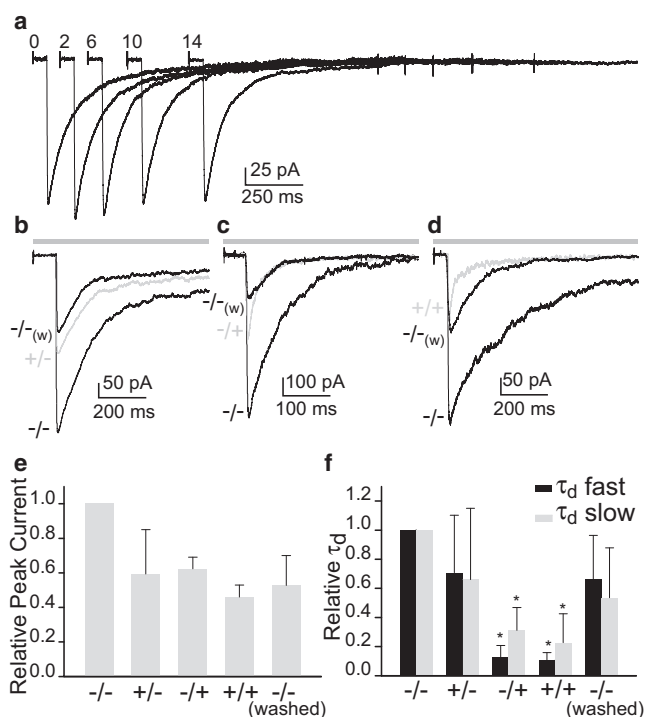 a
0 2 6 10 14
25 pA
250 ms
b
-/-(w)
+/-
-/-
50 pA
200 ms
c
-/-(w)
-/+
-/-
100 pA
100 ms
d
+/+
-/-(w)
-/-
50 pA
200 ms
e
Relative Peak Current
1.0
0.8
0.6
0.4
0.2
0.0
-/- +/- -/+ +/+ -/-
(washed)
f
τd fast
τd slow
Relative τd
1.2
1.0
0.8
0.6
0.4
0.2
0
* * * *
-/- +/- -/+ +/+ -/-
(washed)